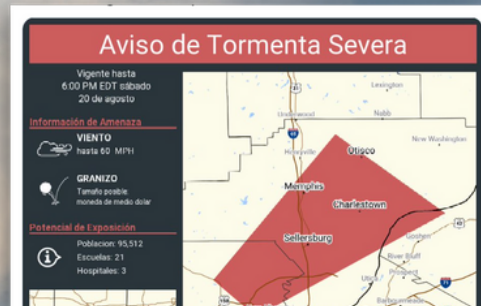 Aviso de Tormenta Severa
Vigente hasta
6:00 PM EDT sábado
20 de agosto
Información de Amenaza
VIENTO
hasta 60 MPH
GRANIZO
Tamaño posible:
moneda de medio dolar
Potencial de Exposición
Poblacion: 95,512
Escuelas: 21
Hospitales: 3
Lexington
Underwood
Nabb
New Washington
Henryville
Otisco
Memphis
Charlestown
Sellersburg
Goshen
River Bluff
Utica
Prospect
Barbourmeade